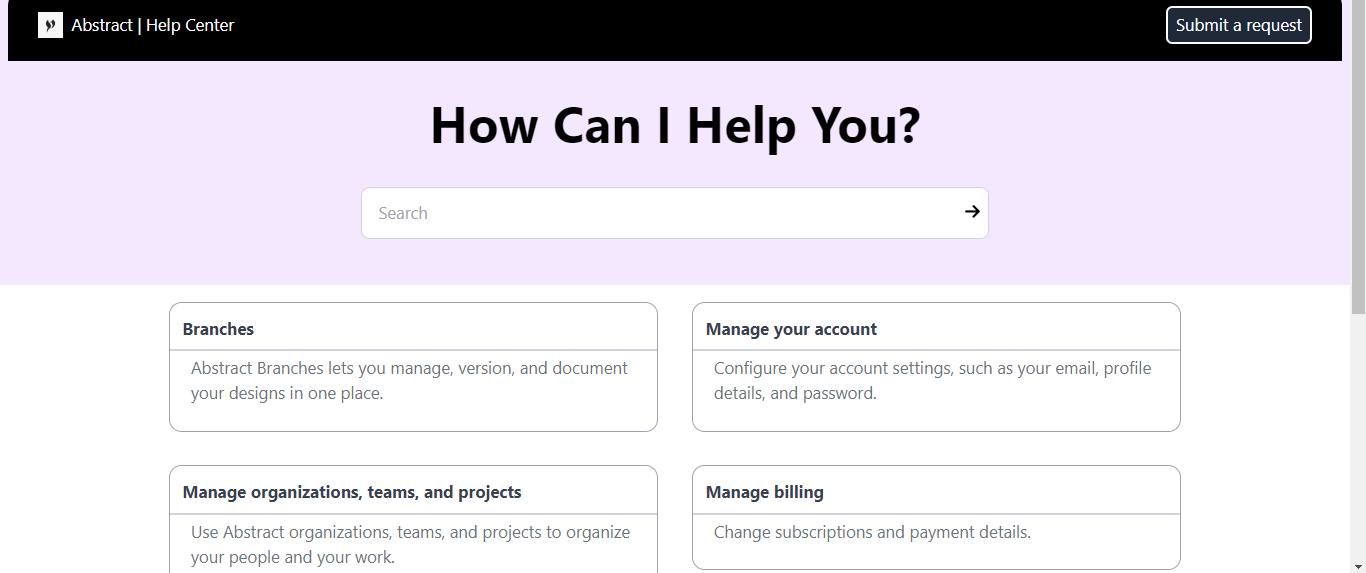 Abstract | Help Center
Submit a request
How Can I Help You?
Search
Branches
Abstract Branches lets you manage, version, and document
your designs in one place.
Manage your account
Configure your account settings, such as your email, profile
details, and password.
Manage organizations, teams, and projects
Use Abstract organizations, teams, and projects to organize
your people and your work.
Manage billing
Change subscriptions and payment details.